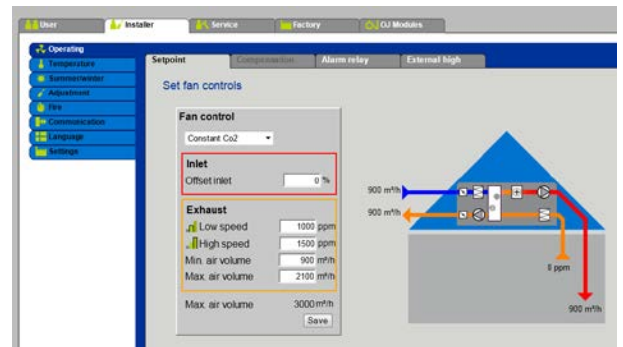 User Installer Service Factory OJ Modules
Operating
Temperature
Summer/winter
Adjustment
Fire
Communication
Language
Settings
Setpoint Compensation Alarm relay External high
Set fan controls
Fan control
Constant Co2
Inlet
Offset inlet 0 %
Exhaust
Low speed 1000 ppm
High speed 1500 ppm
Min. air volume 900 m³/h
Max. air volume 2100 m³/h
Max. air volume 3000 m³/h
Save
900 m³/h
900 m³/h
0 ppm
900 m³/h